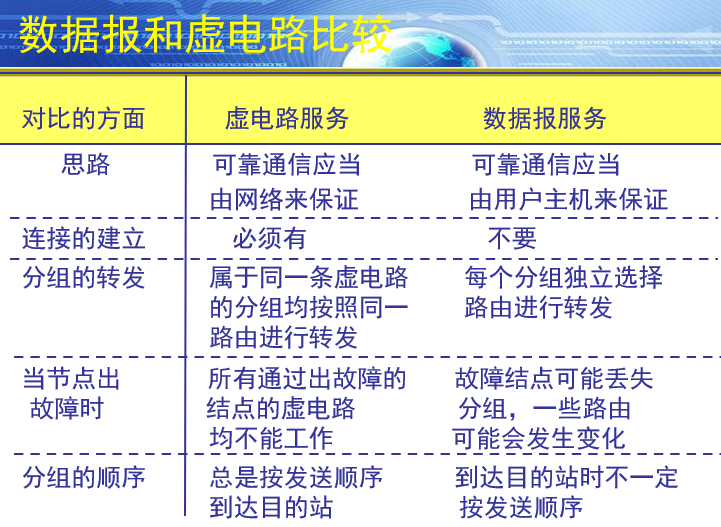 数据报和虚电路比较
对比的方面 虚电路服务 数据报服务
思路 可靠通信应当 可靠通信应当
由网络来保证 由用户主机来保证
连接的建立 必须有 不要
分组的转发 属于同一条虚电路 每个分组独立选择
的分组均按照同一 路由进行转发
路由进行转发
当节点出 所有通过出故障的 故障结点可能丢失
故障时 结点的虚电路 分组，一些路由
均不能工作 可能会发生变化
分组的顺序 总是按发送顺序 到达目的站时不一定
到达目的站 按发送顺序